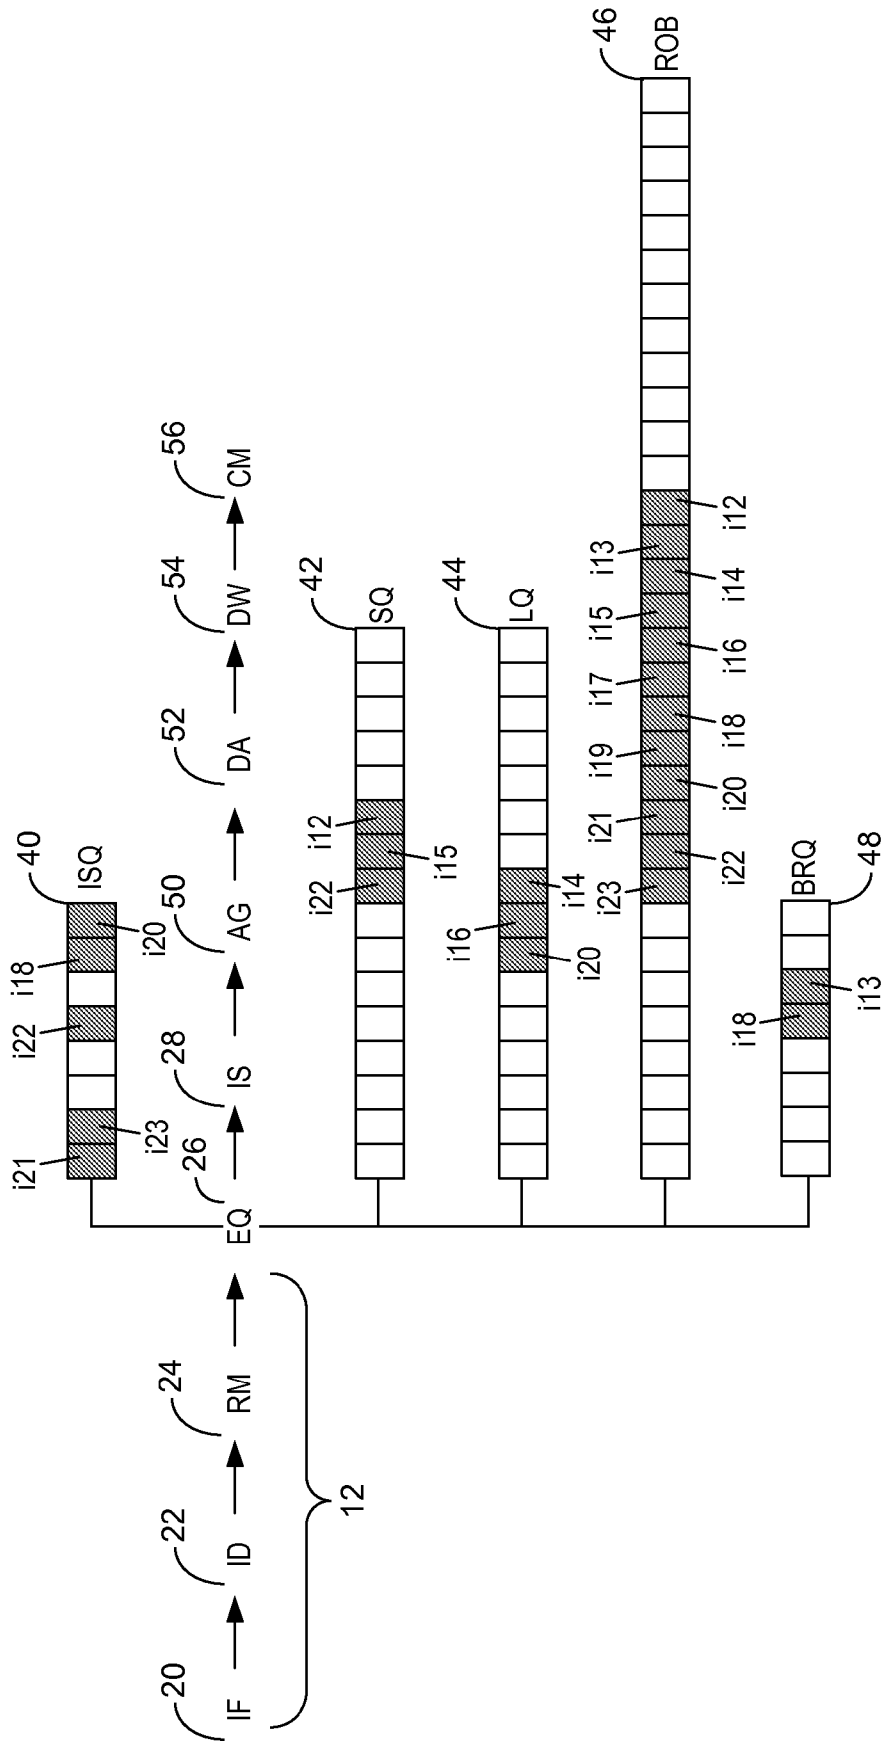 20
IF
22
ID
24
RM
26
EQ
28
IS
50
AG
52
DA
54
DW
56
CM
12
40
ISQ
i21
i23
i22
i18
i20
42
SQ
i22
i15
i12
44
LQ
i20
i16
i14
46
ROB
i23
i22
i21
i20
i19
i18
i17
i16
i15
i14
i13
i12
48
BRQ
i18
i13